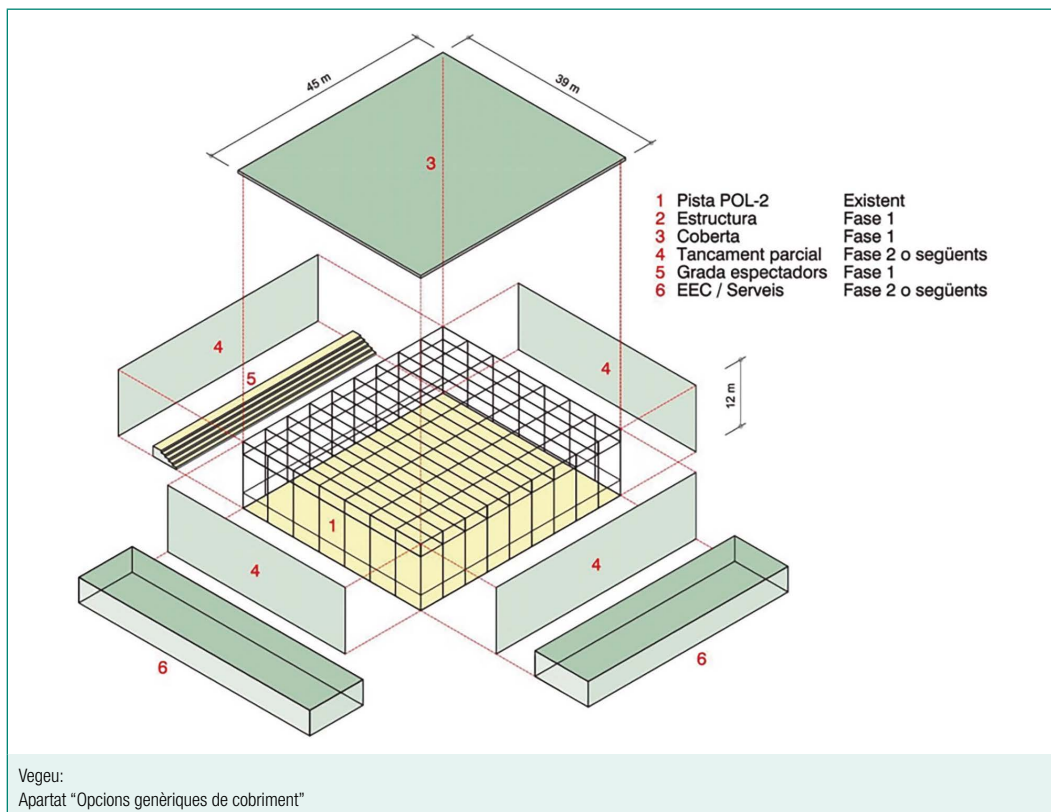 45 m
39 m
3
1 Pista POL-2 Existent
2 Estructura Fase 1
3 Coberta Fase 1
4 Tancament parcial Fase 2 o següents
5 Grada espectadors Fase 1
6 EEC / Serveis Fase 2 o següents
4
5
4
12 m
1
4
4
6
6
Vegeu:
Apartat “Opcions genèriques de cobriment”